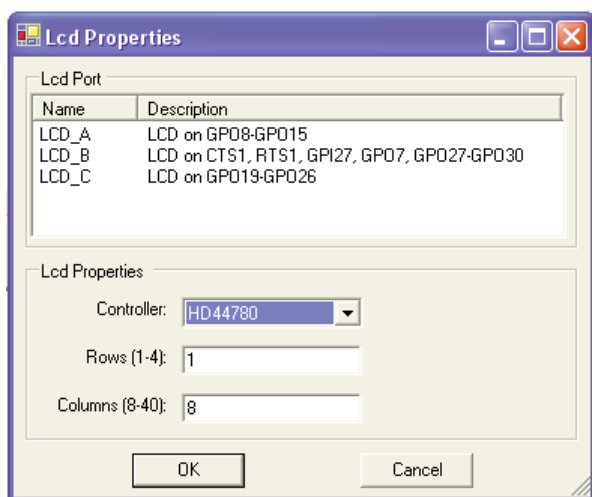 Lcd Properties
Lcd Port
Name Description
LCD_A LCD on GPO8-GPO15
LCD_B LCD on CTS1, RTS1, GPI27, GPO7, GPO27-GPO30
LCD_C LCD on GPO19-GPO26
Lcd Properties
Controller: HD44780
Rows (1-4): 1
Columns (8-40): 8
OK Cancel